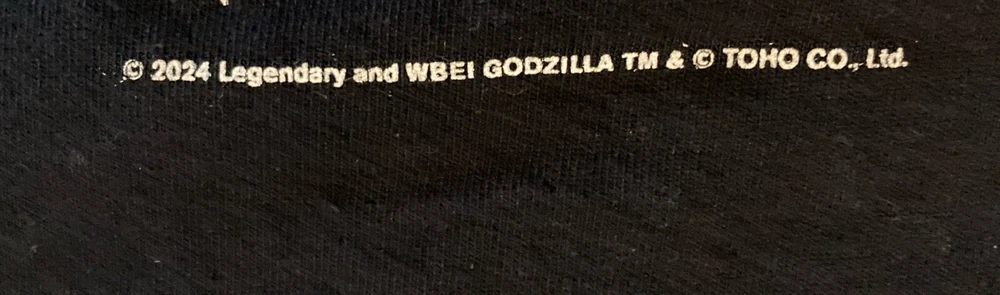 © 2024 Legendary and WBEI GODZILLA TM & © TOHO CO., Ltd.